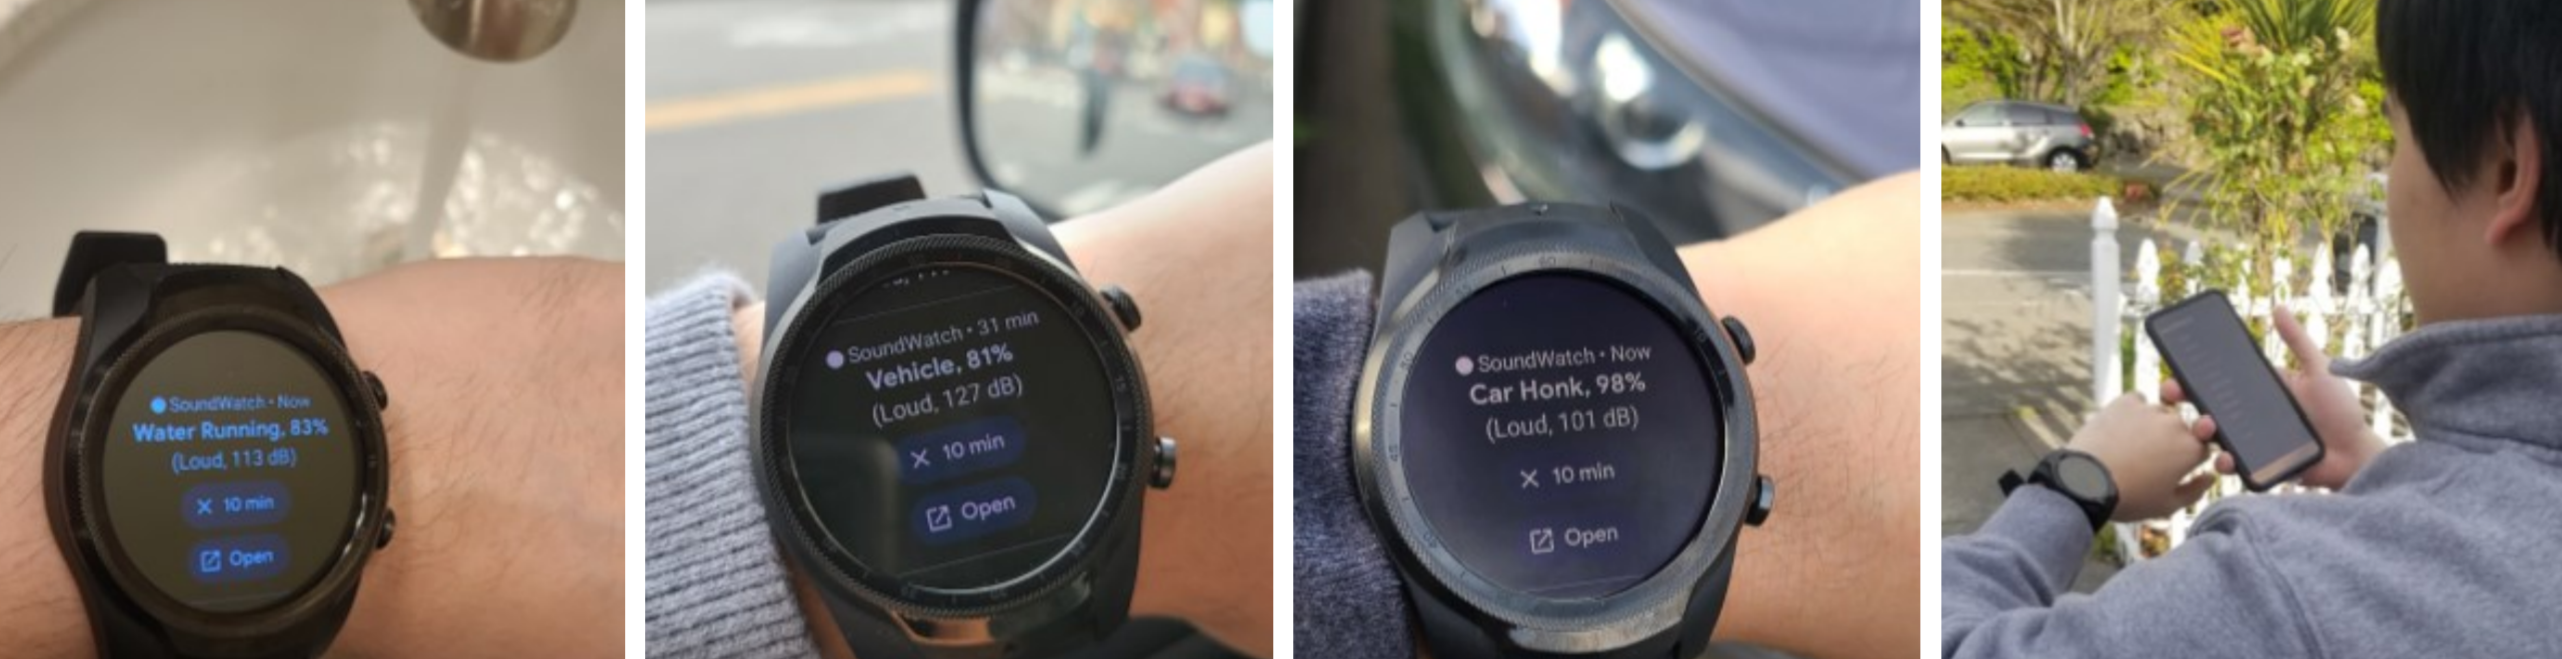 SoundWatch • Now
Water Running, 83%
(Loud, 113 dB)
10 min
Open
SoundWatch • 31 min
Vehicle, 81%
(Loud, 127 dB)
10 min
Open
SoundWatch • Now
Car Honk, 98%
(Loud, 101 dB)
10 min
Open